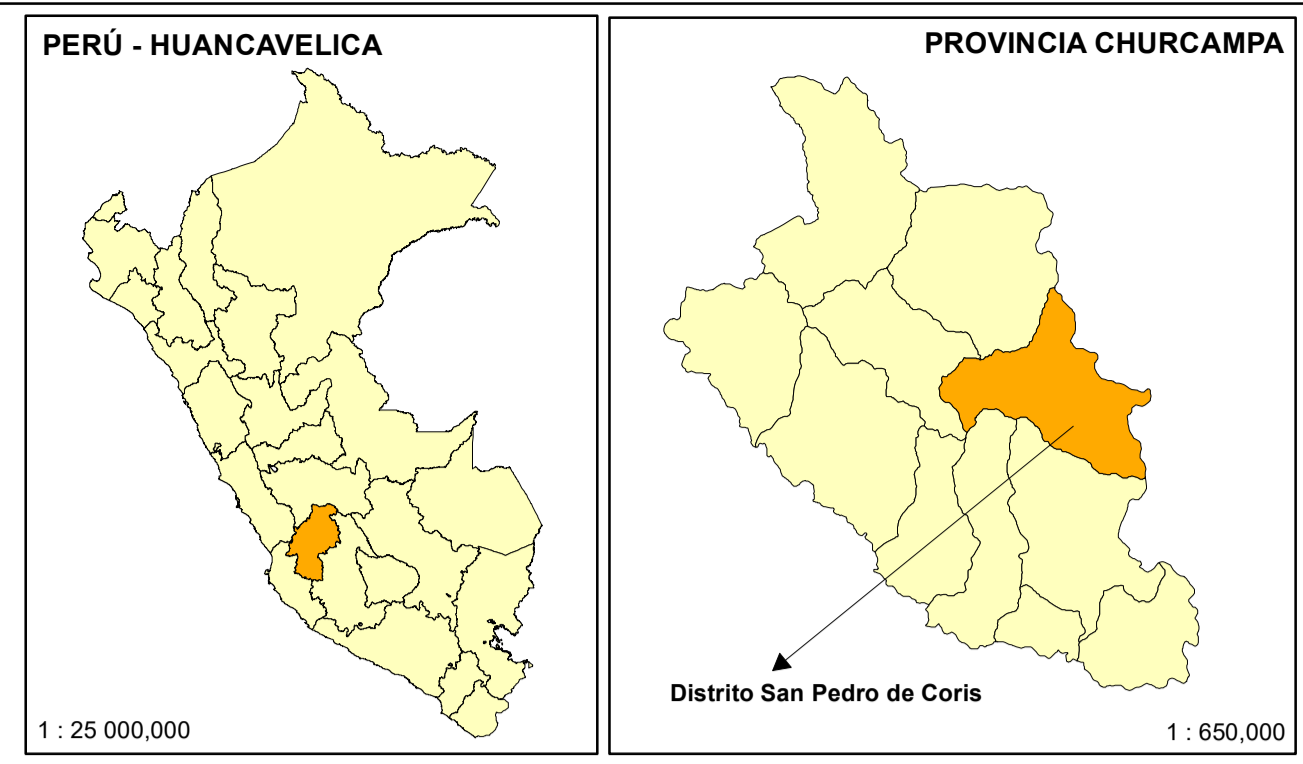 PERÚ - HUANCAVELICA
1 : 25 000,000
PROVINCIA CHURCAMPA
Distrito San Pedro de Coris
1 : 650,000